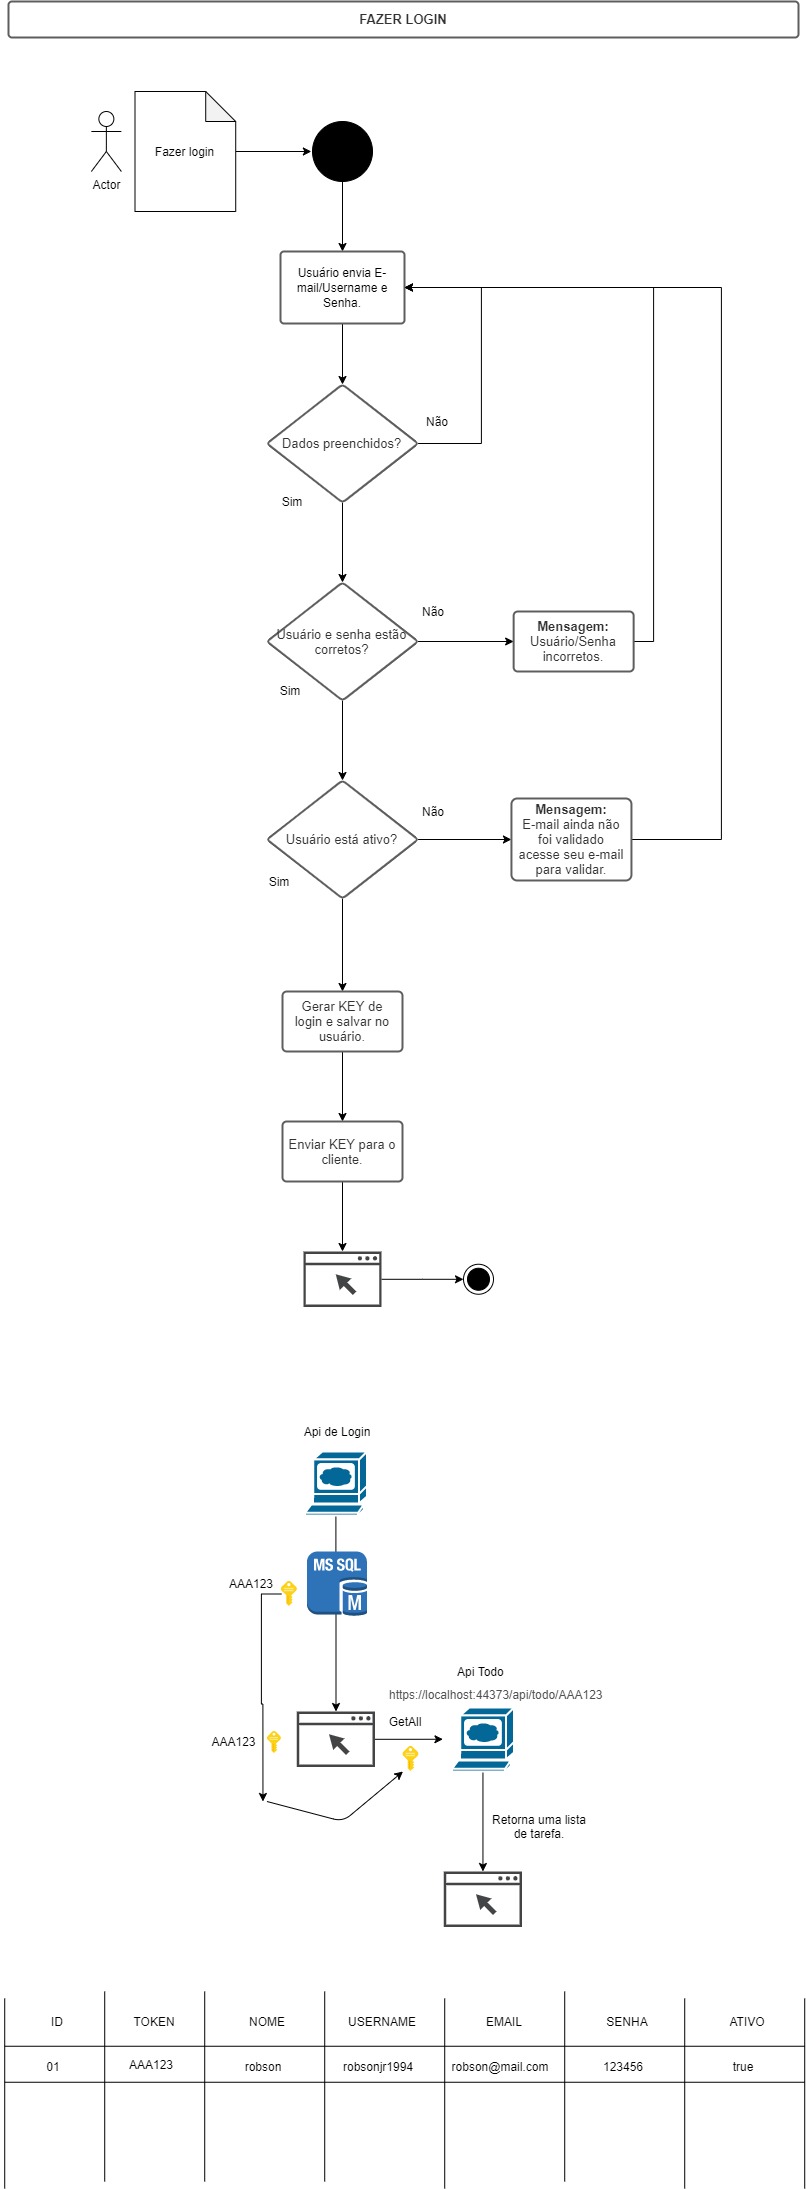 FAZER LOGIN
Fazer login
Actor
Usuário envia E-
mail/Username e
Senha.
Não
Dados preenchidos?
Sim
Não
Usuário e senha estão
corretos?
Mensagem:
Usuário/Senha
incorretos.
Sim
Não
Usuário está ativo?
Mensagem:
E-mail ainda não
foi validado
acesse seu e-mail
para validar.
Sim
Gerar KEY de
login e salvar no
usuário.
Enviar KEY para o
cliente.
Api de Login
MS SQL
M
AAA123
Api Todo
https://localhost:44373/api/todo/AAA123
GetAll
AAA123
Retorna uma lista
de tarefa.
ID TOKEN NOME USERNAME EMAIL SENHA ATIVO
01 AAA123 robson robsonjr1994 robson@mail.com 123456 true